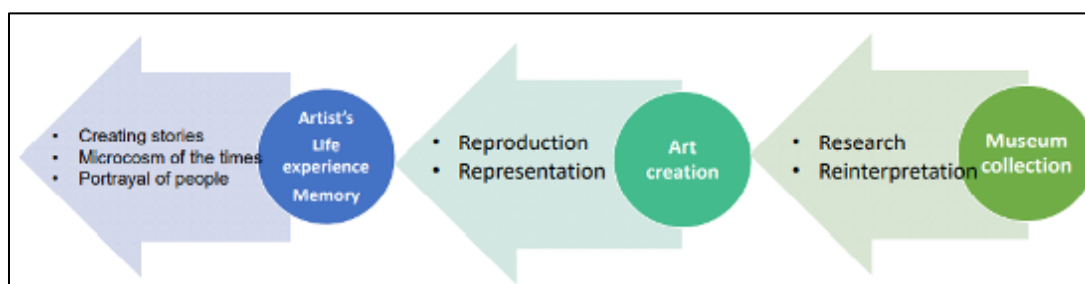 • Creating stories
• Microcosm of the times
• Portrayal of people
Artist's
Life
experience
Memory
• Reproduction
• Representation
Art
creation
• Research
• Reinterpretation
Museum
collection